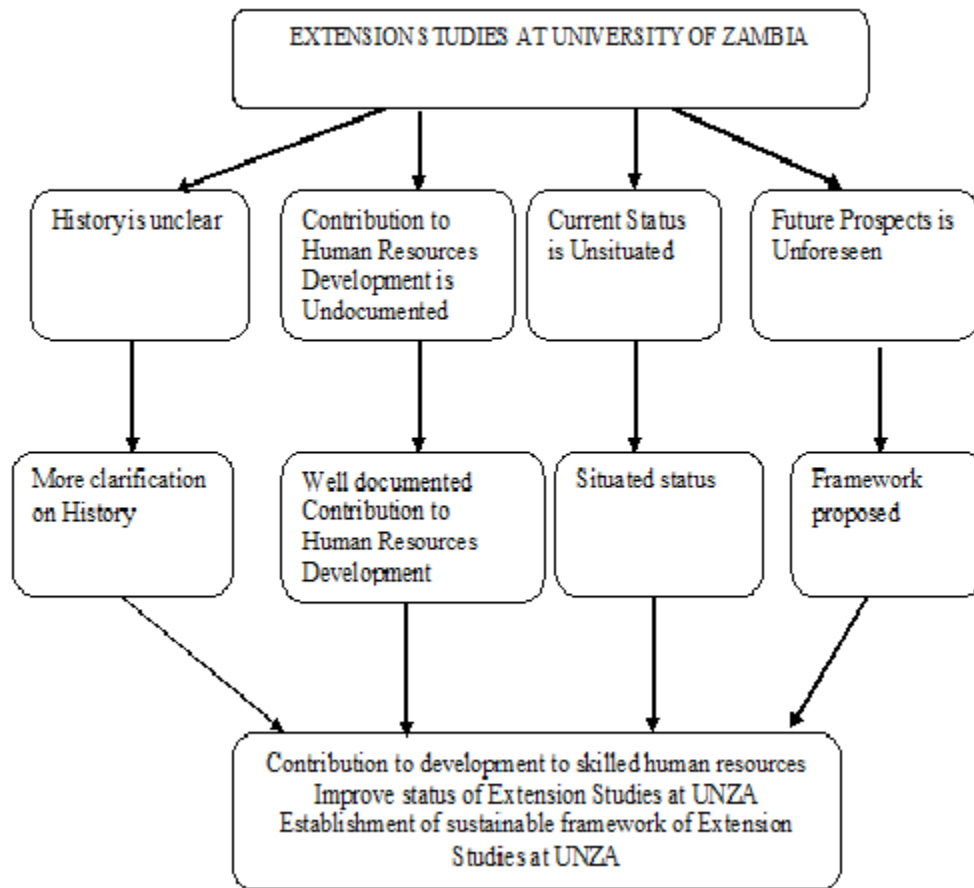 EXTENSION STUDIES AT UNIVERSITY OF ZAMBIA
History is unclear
Contribution to
Human Resources
Development is
Undocumented
Current Status
is Unsituated
Future Prospects is
Unforeseen
More clarification
on History
Well documented
Contribution to
Human Resources
Development
Situated status
Framework
proposed
Contribution to development to skilled human resources
Improve status of Extension Studies at UNZA
Establishment of sustainable framework of Extension
Studies at UNZA